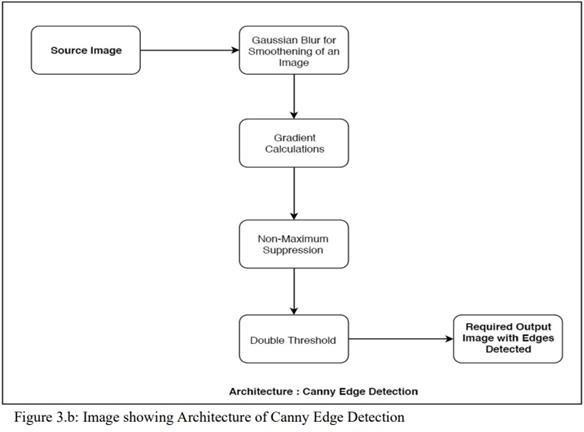 Source Image
Gaussian Blur for
Smoothening of an
Image
Gradient
Calculations
Non-Maximum
Suppression
Double Threshold
Required Output
Image with Edges
Detected
Architecture : Canny Edge Detection
Figure 3.b: Image showing Architecture of Canny Edge Detection